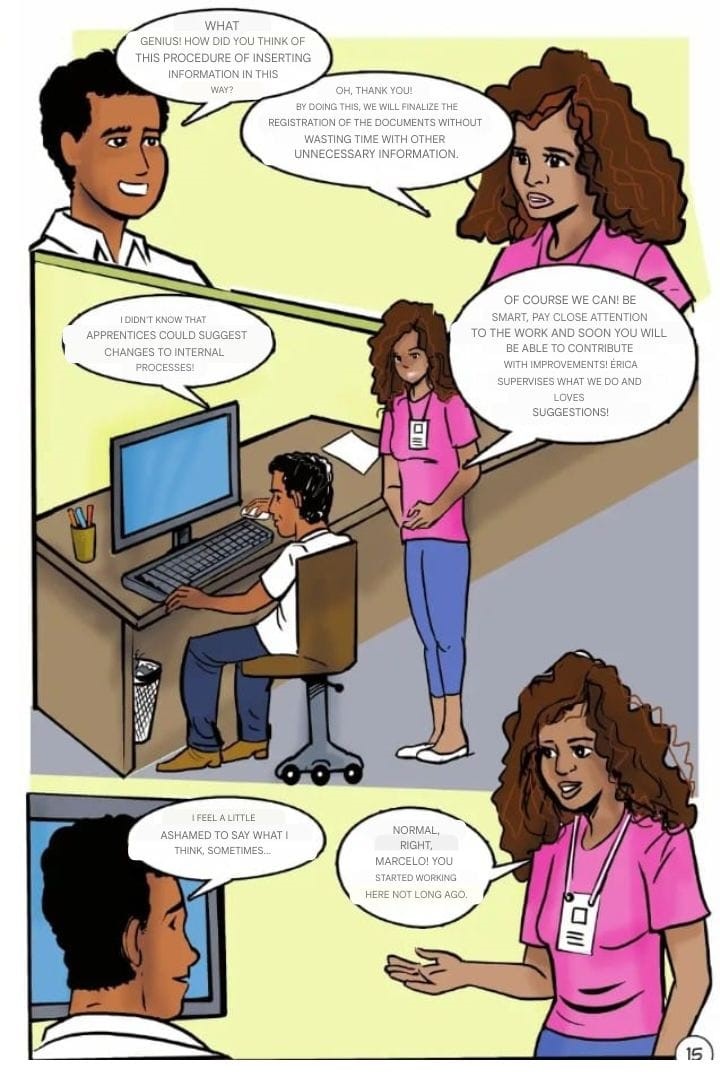 WHAT
GENIUS! HOW DID YOU THINK OF
THIS PROCEDURE OF INSERTING
INFORMATION IN THIS
WAY?
OH, THANK YOU!
BY DOING THIS, WE WILL FINALIZE THE
REGISTRATION OF THE DOCUMENTS WITHOUT
WASTING TIME WITH OTHER
UNNECESSARY INFORMATION.
I DIDN'T KNOW THAT
APPRENTICES COULD SUGGEST
CHANGES TO INTERNAL
PROCESSES!
OF COURSE WE CAN! BE
SMART, PAY CLOSE ATTENTION
TO THE WORK AND SOON YOU WILL
BE ABLE TO CONTRIBUTE
WITH IMPROVEMENTS! ÉRICA
SUPERVISES WHAT WE DO AND
LOVES
SUGGESTIONS!
I FEEL A LITTLE
ASHAMED TO SAY WHAT I
THINK, SOMETIMES...
NORMAL,
RIGHT,
MARCELO! YOU
STARTED WORKING
HERE NOT LONG AGO.
15